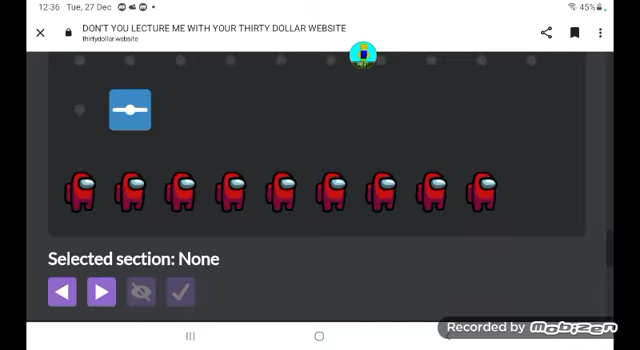 12:36 Tue, 27 Dec
45%
DON'T YOU LECTURE ME WITH YOUR THIRTY DOLLAR WEBSITE
thirtydollar.website
Selected section: None
Recorded by MOBIZEN